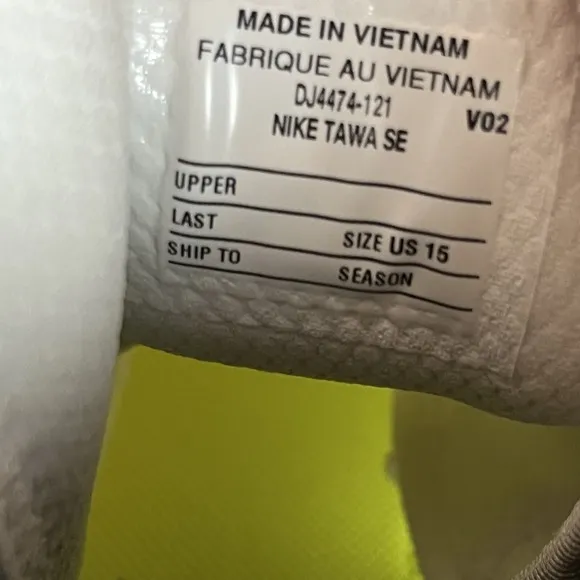 MADE IN VIETNAM
FABRIQUE AU VIETNAM
DJ4474-121 V02
NIKE TAWA SE
UPPER
LAST SIZE US 15
SHIP TO SEASON